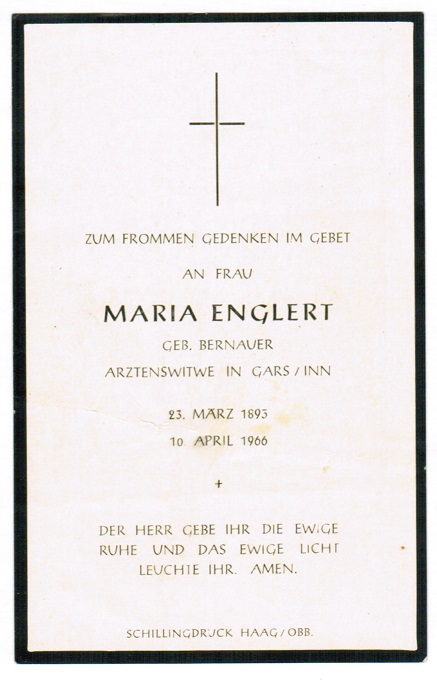 ZUM FROMMEN GEDENKEN IM GEBET
AN FRAU
MARIA ENGLERT
GEB. BERNAUER
ARZTENSWITWE IN GARS/INN
23. MÄRZ 1893
10 APRIL 1966
DER HERR GEBE IHR DIE EWIGE
RUHE UND DAS EWIGE LICHT
LEUCHTE IHR. AMEN.
SCHILLINGDRUCK HAAG/OBB.